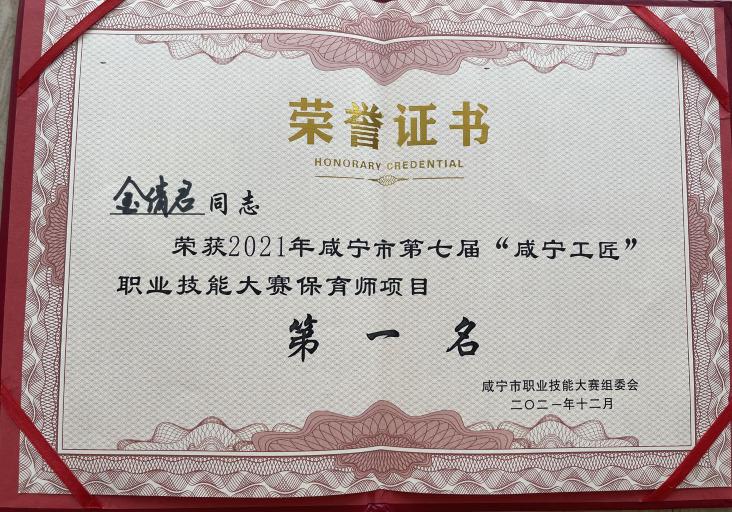 荣誉证书
HONORARY CREDENTIAL
金倩君同志
荣获2021年咸宁市第七届“咸宁工匠”
职业技能大赛保育师项目
第一名
咸宁市职业技能大赛组委会
二〇二一年十二月